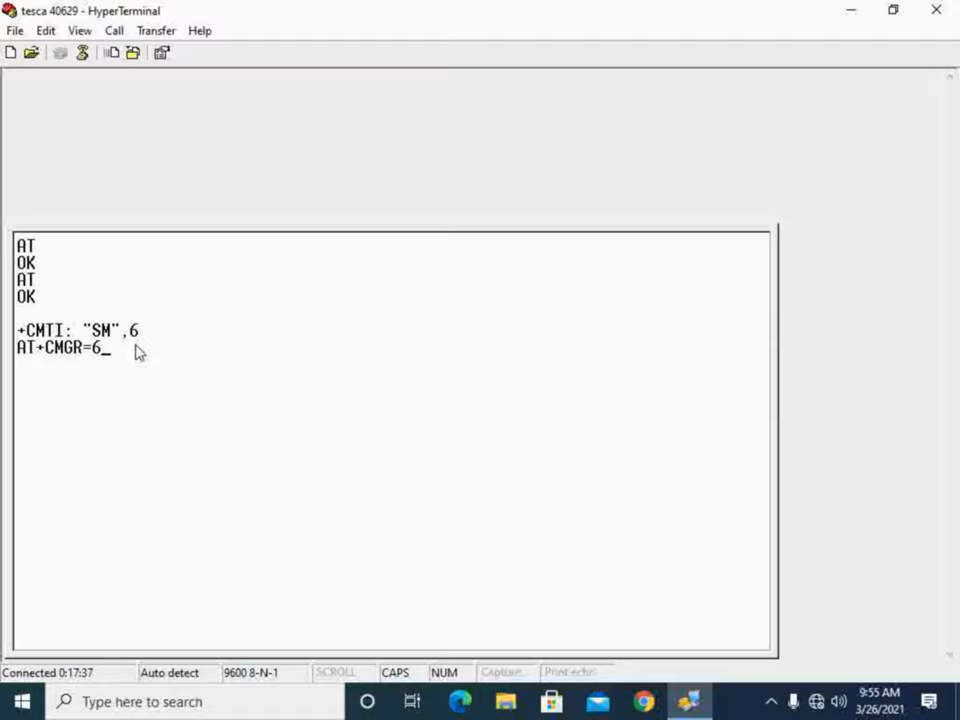 tesca 40629 - HyperTerminal
File Edit View Call Transfer Help
AT
OK
AT
OK
+CMTI: "SM",6
AT+CMGR=6_
Connected 0:17:37 Auto detect 9600 8-N-1 SCROLL CAPS NUM Capture Print echo
Type here to search
9:55 AM
3/26/2021